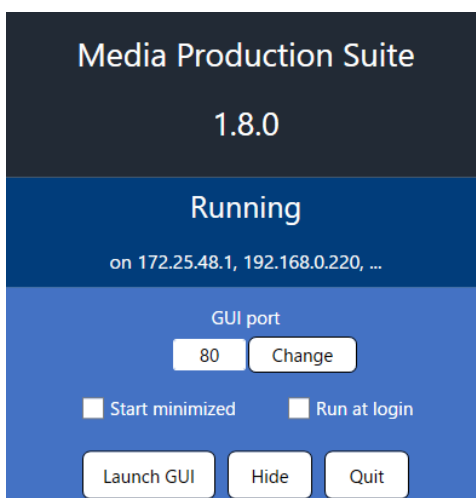 Media Production Suite
1.8.0
Running
on 172.25.48.1, 192.168.0.220, ...
GUI port
80 Change
Start minimized Run at login
Launch GUI Hide Quit